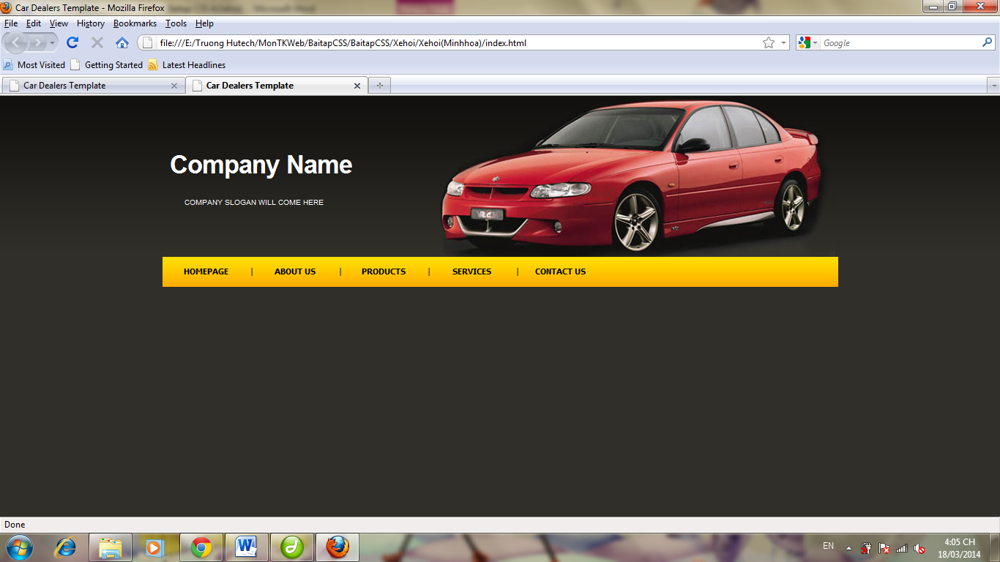 Car Dealers Template - Mozilla Firefox
File Edit View History Bookmarks Tools Help
file:///E:/Truong Hutech/MonTKWeb/BaitapCSS/BaitapCSS/Xehoi/Xehoi(Minhhoa)/index.html
Google
Most Visited Getting Started Latest Headlines
Car Dealers Template Car Dealers Template
Company Name
COMPANY SLOGAN WILL COME HERE
HOMEPAGE | ABOUT US | PRODUCTS | SERVICES | CONTACT US
Done
EN
4:05 CH
18/03/2014